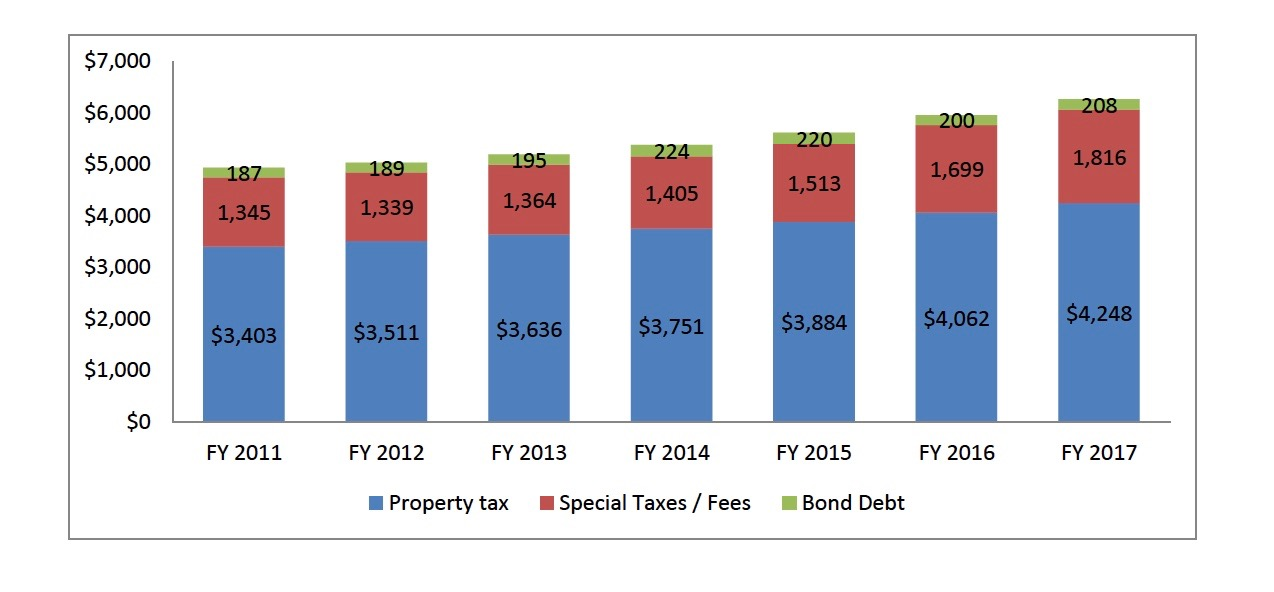 $7,000
$6,000
$5,000
$4,000
$3,000
$2,000
$1,000
$0
187 189 195 224 220 200 208
1,345 1,339 1,364 1,405 1,513 1,699 1,816
$3,403 $3,511 $3,636 $3,751 $3,884 $4,062 $4,248
FY 2011 FY 2012 FY 2013 FY 2014 FY 2015 FY 2016 FY 2017
Property tax Special Taxes / Fees Bond Debt